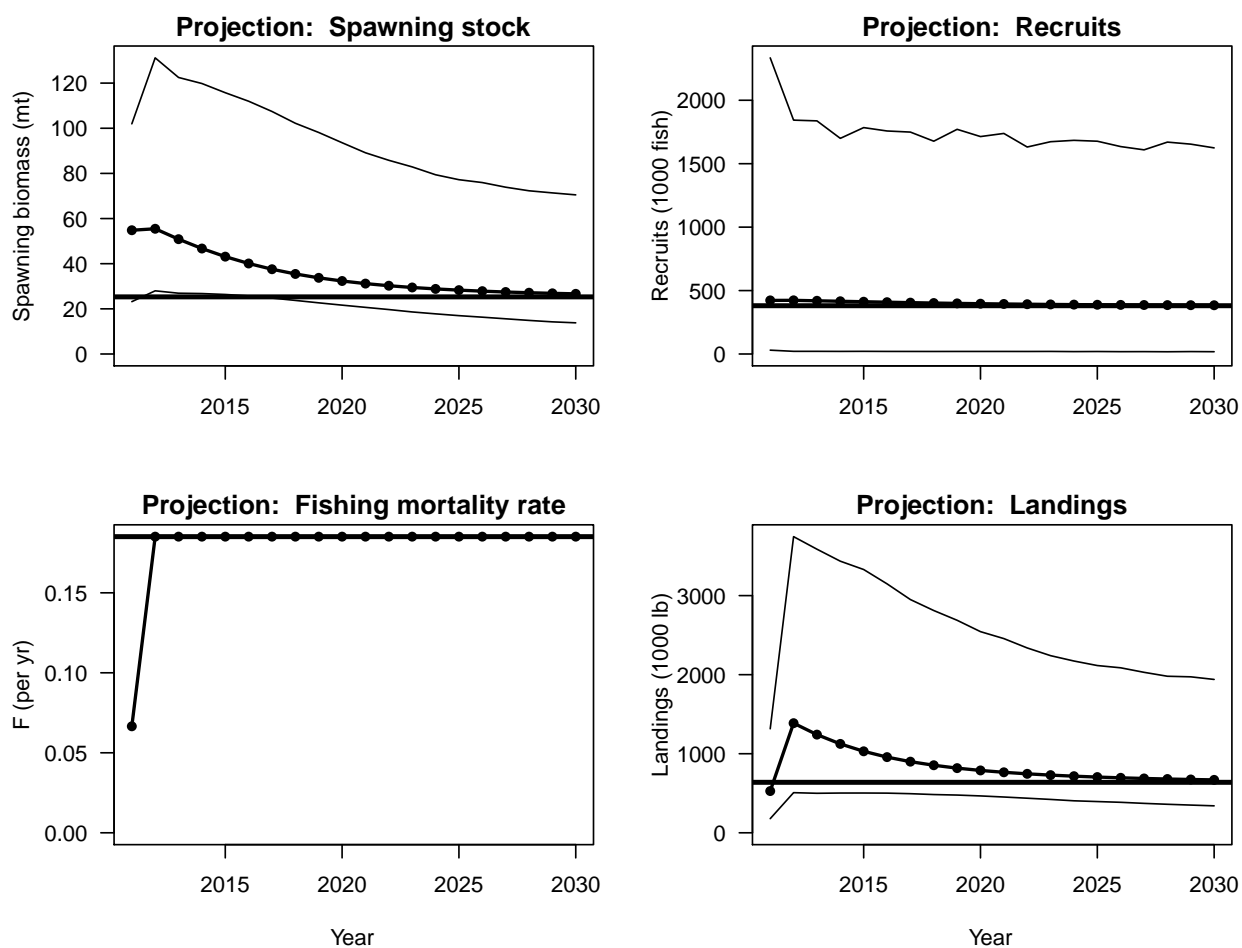 Projection: Spawning stock
Spawning biomass (mt)
120
100
80
60
40
20
0
2015 2020 2025 2030
Projection: Recruits
Recruits (1000 fish)
2000
1500
1000
500
0
2015 2020 2025 2030
Projection: Fishing mortality rate
F (per yr)
0.15
0.10
0.05
0.00
2015 2020 2025 2030
Year
Projection: Landings
Landings (1000 lb)
3000
2000
1000
0
2015 2020 2025 2030
Year